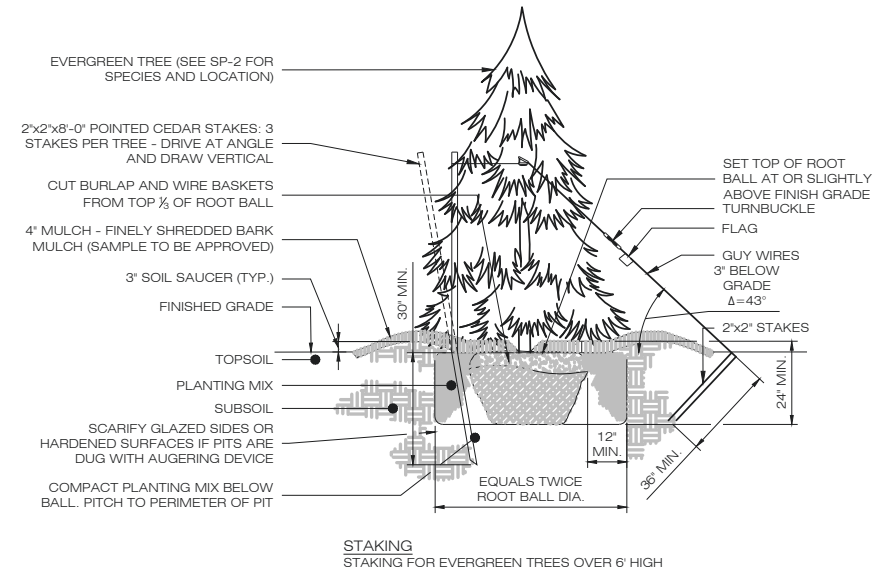 EVERGREEN TREE (SEE SP-2 FOR
SPECIES AND LOCATION)
2"x2"x8'-0" POINTED CEDAR STAKES: 3
STAKES PER TREE - DRIVE AT ANGLE
AND DRAW VERTICAL
CUT BURLAP AND WIRE BASKETS
FROM TOP ⅓ OF ROOT BALL
4" MULCH - FINELY SHREDDED BARK
MULCH (SAMPLE TO BE APPROVED)
3" SOIL SAUCER (TYP.)
FINISHED GRADE
TOPSOIL
PLANTING MIX
SUBSOIL
SCARIFY GLAZED SIDES OR
HARDENED SURFACES IF PITS ARE
DUG WITH AUGERING DEVICE
COMPACT PLANTING MIX BELOW
BALL. PITCH TO PERIMETER OF PIT
30" MIN.
SET TOP OF ROOT
BALL AT OR SLIGHTLY
ABOVE FINISH GRADE
TURNBUCKLE
FLAG
GUY WIRES
3" BELOW
GRADE
Δ=43°
2"x2" STAKES
24" MIN.
36" MIN.
12"
MIN.
EQUALS TWICE
ROOT BALL DIA.
STAKING
STAKING FOR EVERGREEN TREES OVER 6' HIGH